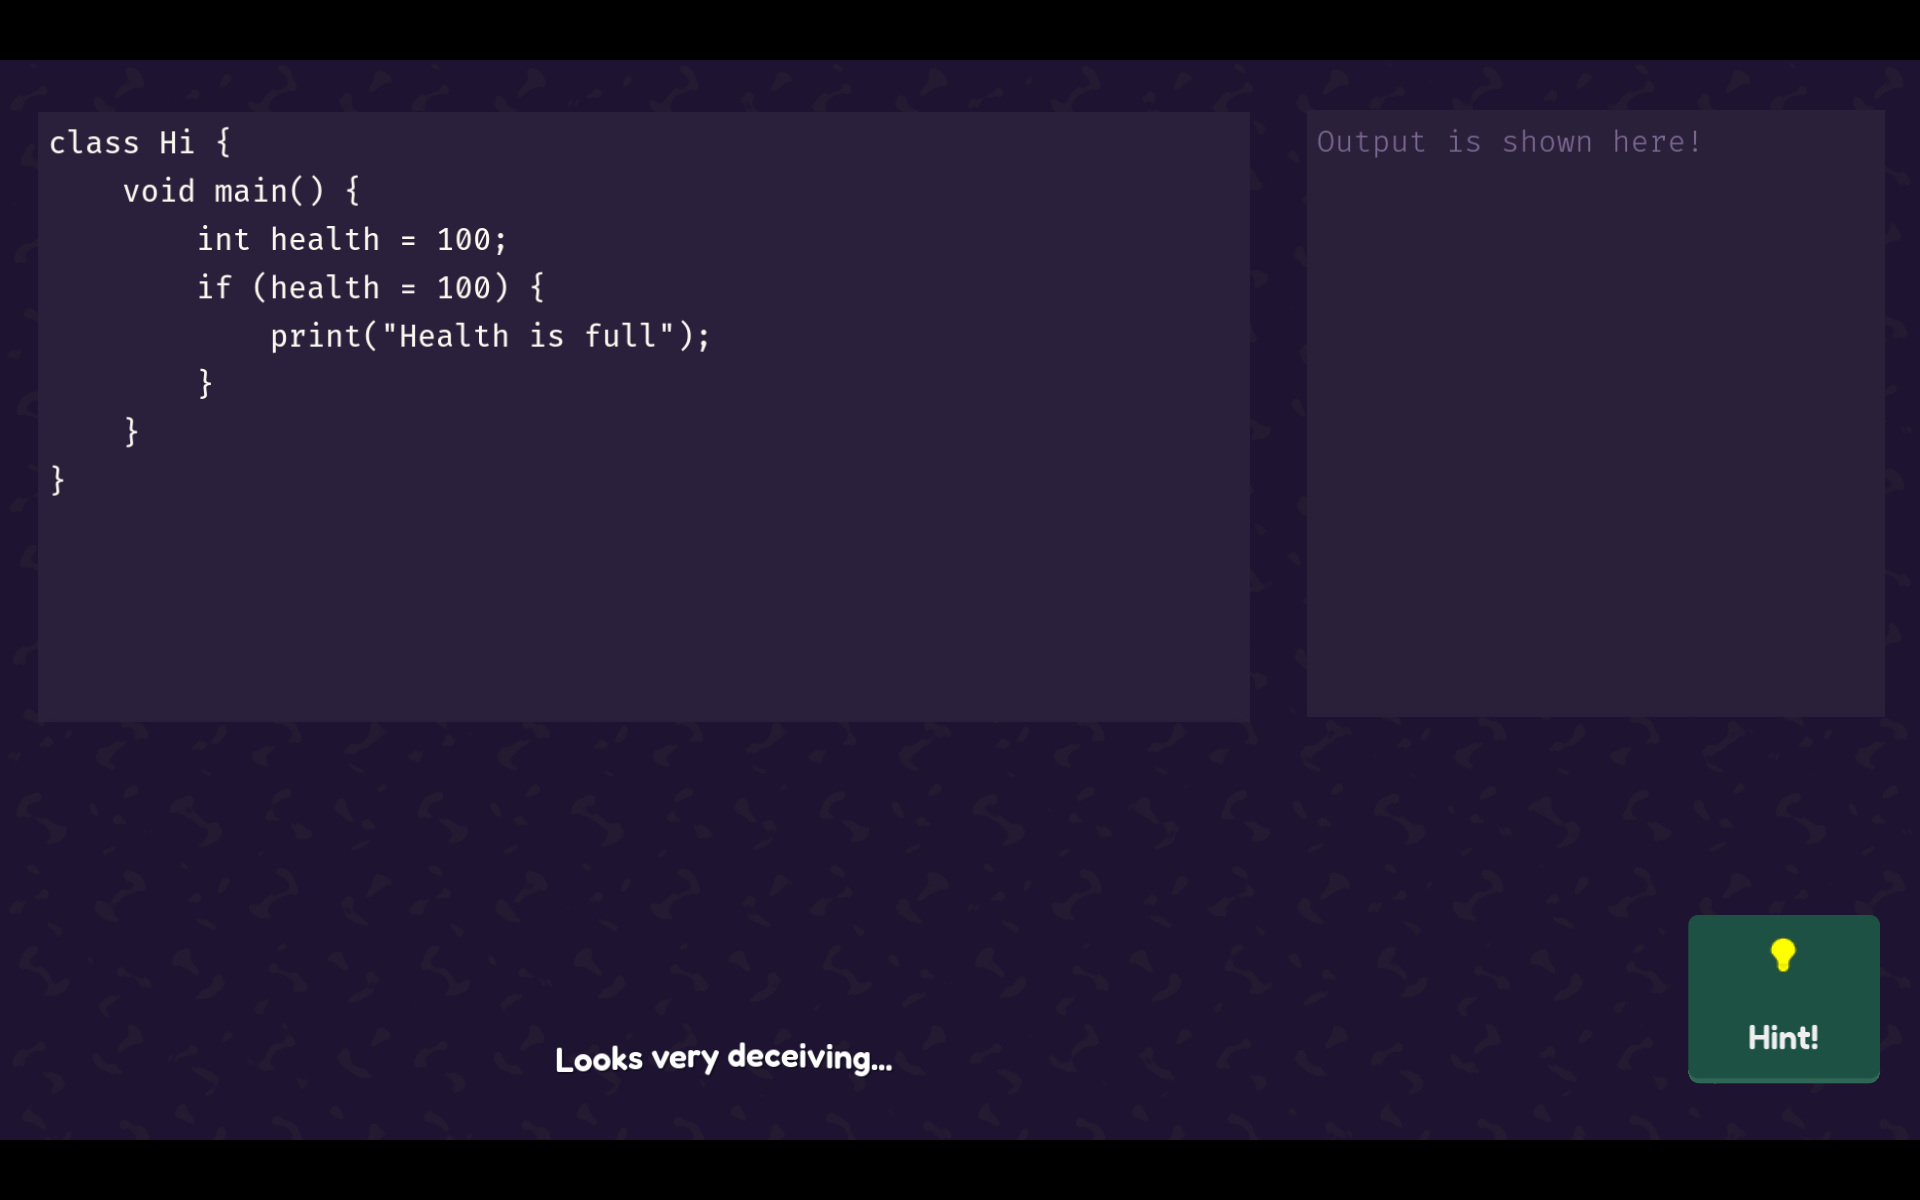 class Hi {
    void main() {
        int health = 100;
        if (health = 100) {
            print("Health is full");
        }
    }
}
Output is shown here!
Looks very deceiving...
Hint!